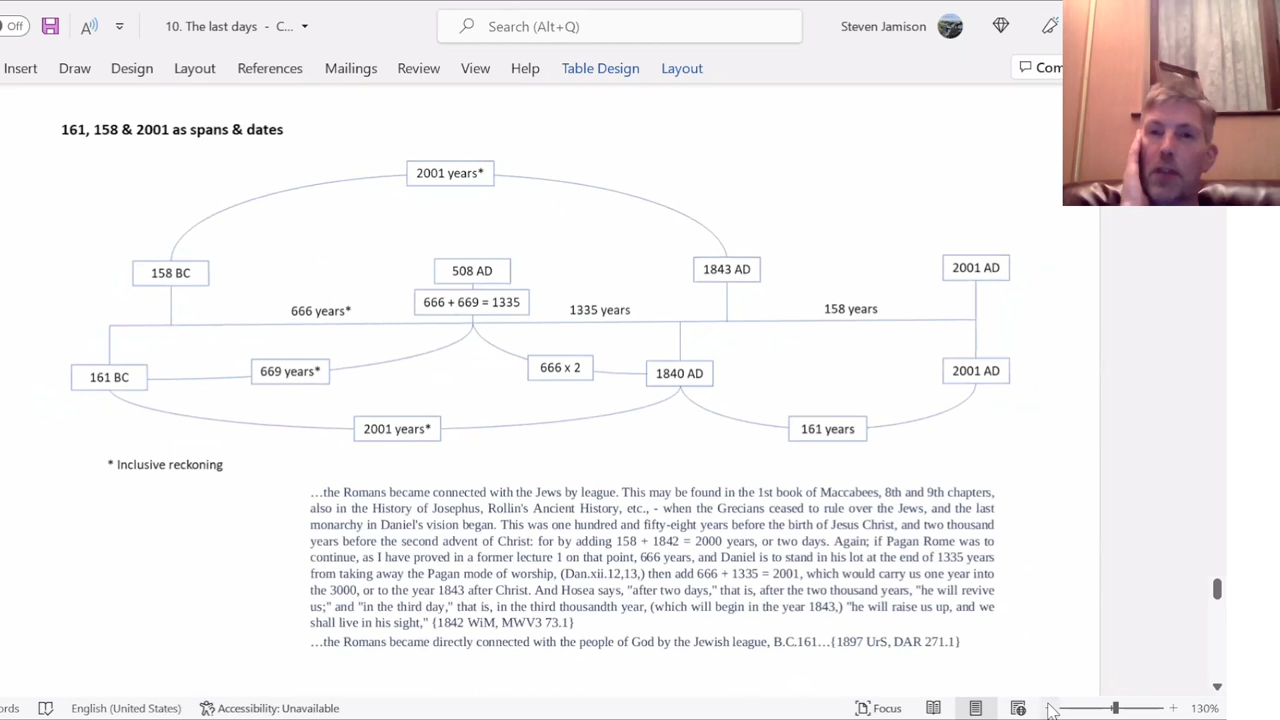 Off
10. The last days - C...
Search (Alt+Q)
Steven Jamison
Insert Draw Design Layout References Mailings Review View Help Table Design Layout
161, 158 & 2001 as spans & dates
2001 years*
158 BC
508 AD
1843 AD
2001 AD
666 + 669 = 1335
666 years*
1335 years
158 years
161 BC
669 years*
666 x 2
1840 AD
2001 AD
2001 years*
161 years
* Inclusive reckoning
…the Romans became connected with the Jews by league. This may be found in the 1st book of Maccabees, 8th and 9th chapters,
also in the History of Josephus, Rollin's Ancient History, etc., - when the Grecians ceased to rule over the Jews, and the last
monarchy in Daniel's vision began. This was one hundred and fifty-eight years before the birth of Jesus Christ, and two thousand
years before the second advent of Christ: for by adding 158 + 1842 = 2000 years, or two days. Again; if Pagan Rome was to
continue, as I have proved in a former lecture 1 on that point, 666 years, and Daniel is to stand in his lot at the end of 1335 years
from taking away the Pagan mode of worship, (Dan.xii.12,13,) then add 666 + 1335 = 2001, which would carry us one year into
the 3000, or to the year 1843 after Christ. And Hosea says, "after two days," that is, after the two thousand years, "he will revive
us;" and "in the third day," that is, in the third thousandth year, (which will begin in the year 1843,) "he will raise us up, and we
shall live in his sight," {1842 WiM, MWV3 73.1}
…the Romans became directly connected with the people of God by the Jewish league, B.C.161…{1897 UrS, DAR 271.1}
English (United States)
Accessibility: Unavailable
Focus
130%